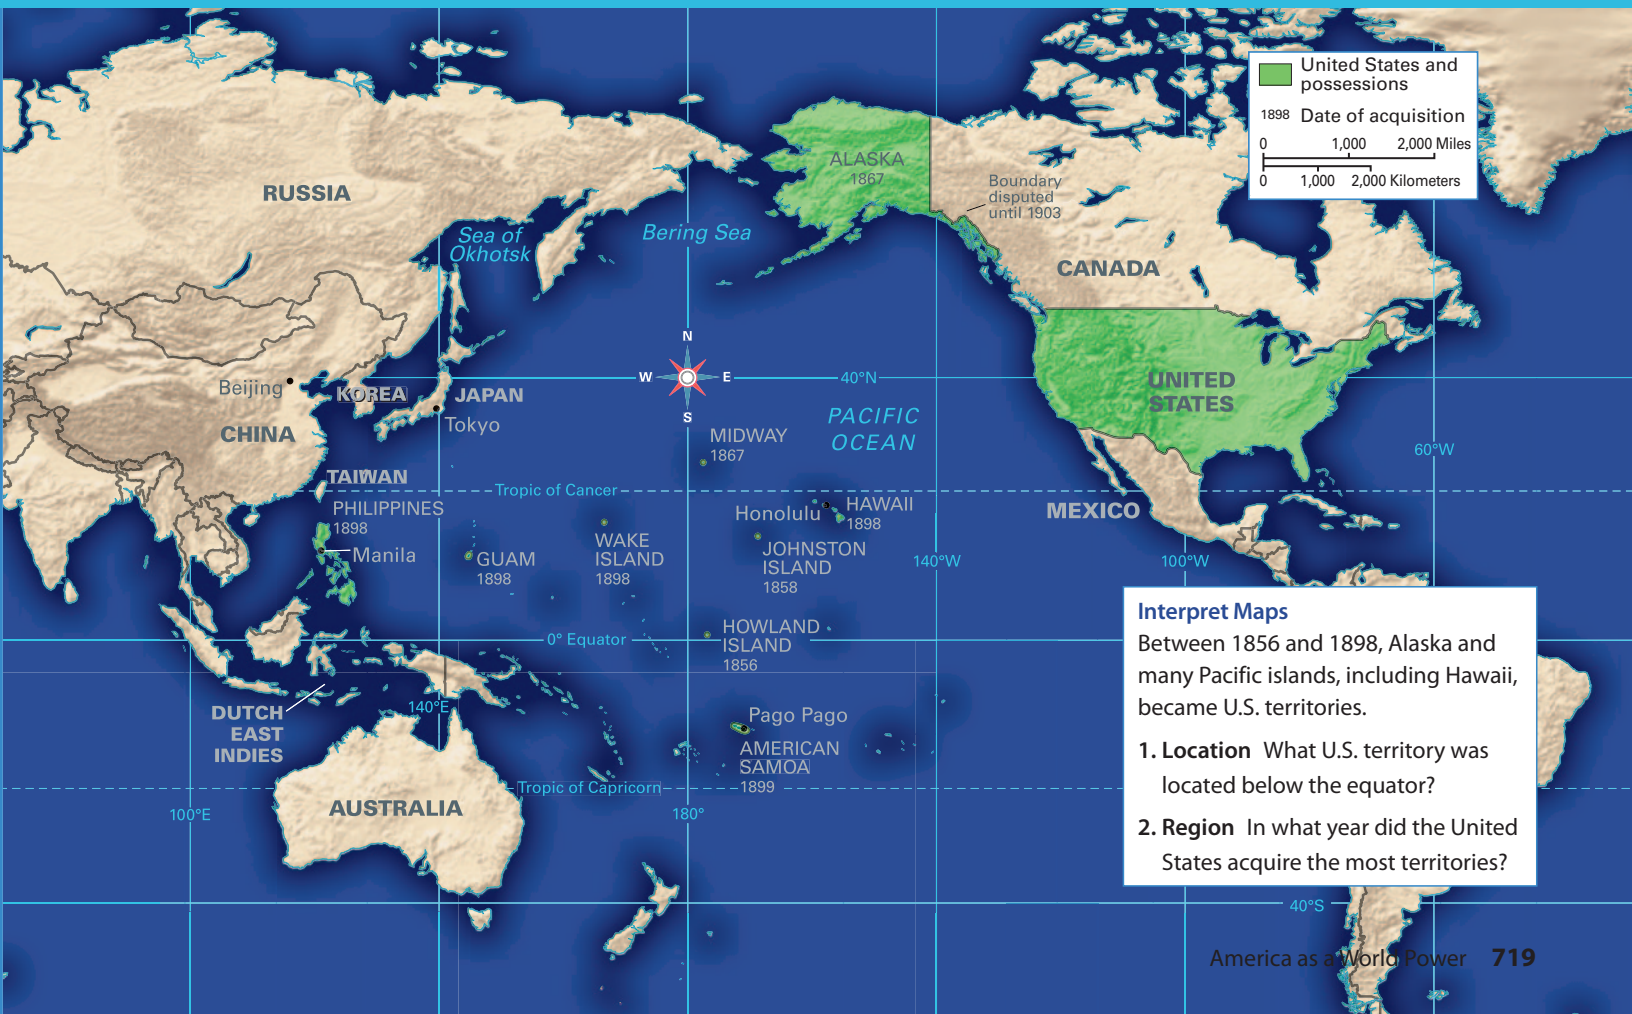 United States and
possessions
1898 Date of acquisition
0 1,000 2,000 Miles
0 1,000 2,000 Kilometers
RUSSIA
ALASKA
1867
Boundary
disputed
until 1903
Sea of
Okhotsk
Bering Sea
CANADA
N
W E
S
40°N
Beijing
KOREA
JAPAN
Tokyo
CHINA
UNITED
STATES
PACIFIC
OCEAN
MIDWAY
1867
60°W
TAIWAN
Tropic of Cancer
PHILIPPINES
1898
Manila
Honolulu
HAWAII
1898
MEXICO
GUAM
1898
WAKE
ISLAND
1898
JOHNSTON
ISLAND
1858
140°W
100°W
0° Equator
HOWLAND
ISLAND
1856
DUTCH
EAST
INDIES
140°E
Pago Pago
AMERICAN
SAMOA
1899
Tropic of Capricorn
AUSTRALIA
100°E
180°
40°S
Interpret Maps
Between 1856 and 1898, Alaska and
many Pacific islands, including Hawaii,
became U.S. territories.
1. Location What U.S. territory was
located below the equator?
2. Region In what year did the United
States acquire the most territories?
America as a World Power 719